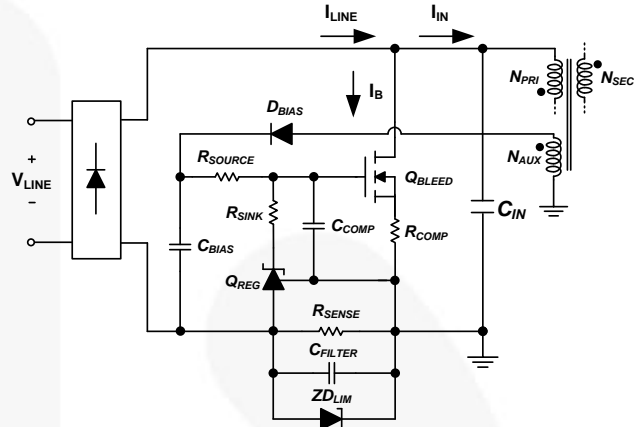 I_LINE I_IN
N_PRI N_SEC
I_B
D_BIAS
R_SOURCE
N_AUX
+
V_LINE
−
Q_BLEED
R_SINK
C_COMP
R_COMP
C_IN
C_BIAS
Q_REG
R_SENSE
C_FILTER
ZD_LIM